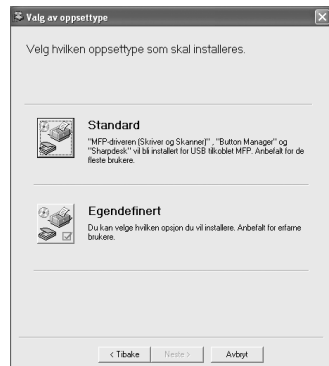 Valg av oppsettype
Velg hvilken oppsettype som skal installeres.
Standard
"MFP-driveren (Skriver og Skanner)" , "Button Manager" og
"Sharpdesk" vil bli installert for USB tilkoblet MFP. Anbefalt for de
fleste brukere.
Egendefinert
Du kan velge hvilken opsjon du vil installere. Anbefalt for erfarne
brukere.
< Tibake
Neste >
Avbryt